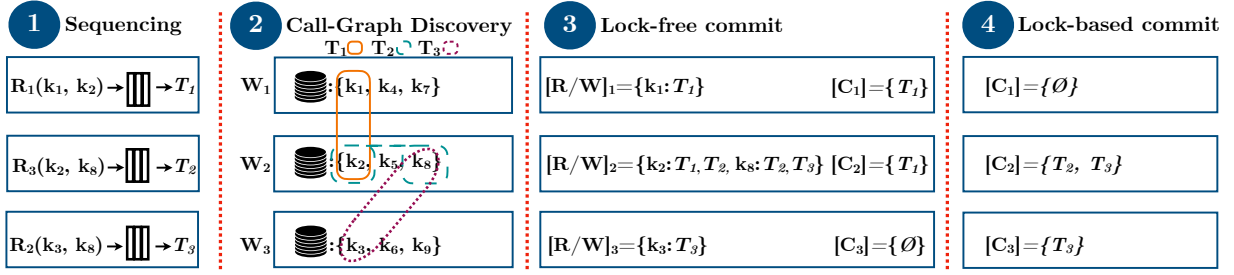 1 Sequencing
R₁(k₁, k₂) → T₁
R₃(k₂, k₈) → T₂
R₂(k₃, k₈) → T₃
2 Call-Graph Discovery
T₁ T₂ T₃
W₁ :{k₁, k₄, k₇}
W₂ :{k₂, k₅, k₈}
W₃ :{k₃, k₆, k₉}
3 Lock-free commit
[R/W]₁={k₁:T₁} [C₁]={T₁}
[R/W]₂={k₂:T₁,T₂, k₈:T₂,T₃} [C₂]={T₁}
[R/W]₃={k₃:T₃} [C₃]={Ø}
4 Lock-based commit
[C₁]={Ø}
[C₂]={T₂, T₃}
[C₃]={T₃}